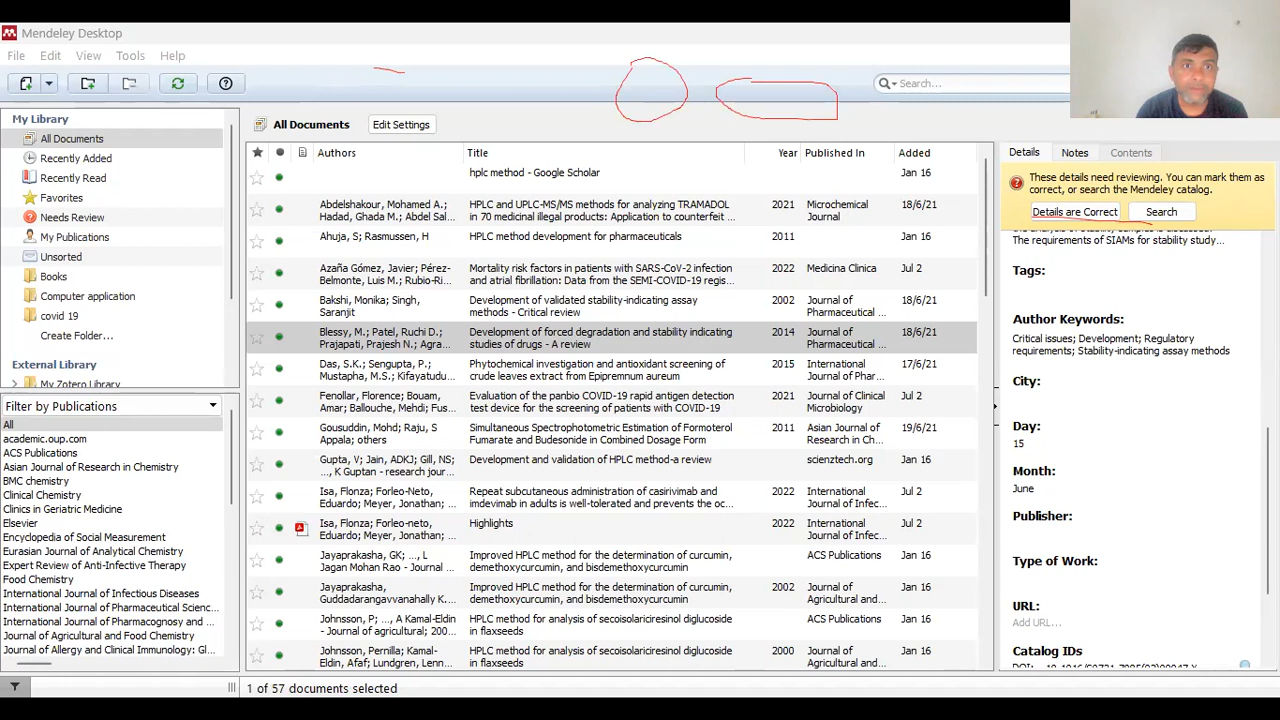 Mendeley Desktop
File Edit View Tools Help
Search...
My Library
All Documents
Recently Added
Recently Read
Favorites
Needs Review
My Publications
Unsorted
Books
Computer application
covid 19
Create Folder...
External Library
My Zotero Library
Filter by Publications
All
academic.oup.com
ACS Publications
Asian Journal of Research in Chemistry
BMC chemistry
Clinical Chemistry
Clinics in Geriatric Medicine
Elsevier
Encyclopedia of Social Measurement
Eurasian Journal of Analytical Chemistry
Expert Review of Anti-Infective Therapy
Food Chemistry
International Journal of Infectious Diseases
International Journal of Pharmaceutical Scienc...
International Journal of Pharmacognosy and ...
Journal of Agricultural and Food Chemistry
Journal of Allergy and Clinical Immunology: Gl...
All Documents Edit Settings
Authors Title Year Published In Added
hplc method - Google Scholar Jan 16
Abdelshakour, Mohamed A.; HPLC and UPLC-MS/MS methods for analyzing TRAMADOL 2021 Microchemical 18/6/21
Hadad, Ghada M.; Abdel Sal... in 70 medicinal illegal products: Application to counterfeit ... Journal
Ahuja, S; Rasmussen, H HPLC method development for pharmaceuticals 2011 Jan 16
Azaña Gómez, Javier; Pérez- Mortality risk factors in patients with SARS-CoV-2 infection 2022 Medicina Clinica Jul 2
Belmonte, Luis M.; Rubio-Ri... and atrial fibrillation: Data from the SEMI-COVID-19 regis...
Bakshi, Monika; Singh, Development of validated stability-indicating assay 2002 Journal of 18/6/21
Saranjit methods - Critical review Pharmaceutical ...
Blessy, M.; Patel, Ruchi D.; Development of forced degradation and stability indicating 2014 Journal of 18/6/21
Prajapati, Prajesh N.; Agra... studies of drugs - A review Pharmaceutical ...
Das, S.K.; Sengupta, P.; Phytochemical investigation and antioxidant screening of 2015 International 17/6/21
Mustapha, M.S.; Kifayatudu... crude leaves extract from Epipremnum aureum Journal of Phar...
Fenollar, Florence; Bouam, Evaluation of the panbio COVID-19 rapid antigen detection 2021 Journal of Clinical Jul 2
Amar; Ballouche, Mehdi; Fus... test device for the screening of patients with COVID-19 Microbiology
Gousuddin, Mohd; Raju, S Simultaneous Spectrophotometric Estimation of Formoterol 2011 Asian Journal of 19/6/21
Appala; others Fumarate and Budesonide in Combined Dosage Form Research in Ch...
Gupta, V; Jain, ADKJ; Gill, NS; Development and validation of HPLC method-a review scienztech.org Jan 16
..., K Guptan - research jour...
Isa, Flonza; Forleo-Neto, Repeat subcutaneous administration of casirivimab and 2022 International Jul 2
Eduardo; Meyer, Jonathan; ... imdevimab in adults is well-tolerated and prevents the oc... Journal of Infec...
Isa, Flonza; Forleo-neto, Highlights 2022 International Jul 2
Eduardo; Meyer, Jonathan; ... Journal of Infec...
Jayaprakasha, GK; ..., L Improved HPLC method for the determination of curcumin, ACS Publications Jan 16
Jagan Mohan Rao - Journal ... demethoxycurcumin, and bisdemethoxycurcumin
Jayaprakasha, Improved HPLC method for the determination of curcumin, 2002 Journal of Jan 16
Guddadarangavvanahally K.... demethoxycurcumin, and bisdemethoxycurcumin Agricultural and...
Johnsson, P; ..., A Kamal-Eldin HPLC method for analysis of secoisolariciresinol diglucoside ACS Publications Jan 16
- Journal of agricultural; 200... in flaxseeds
Johnsson, Pernilla; Kamal- HPLC method for analysis of secoisolariciresinol diglucoside 2000 Journal of Jan 16
Eldin, Afaf; Lundgren, Lenn... in flaxseeds Agricultural and...
1 of 57 documents selected
Details Notes Contents
These details need reviewing. You can mark them as
correct, or search the Mendeley catalog.
Details are Correct Search
The requirements of SIAMs for stability study...
Tags:
Author Keywords:
Critical issues; Development; Regulatory
requirements; Stability-indicating assay methods
City:
Day:
15
Month:
June
Publisher:
Type of Work:
URL:
Add URL...
Catalog IDs